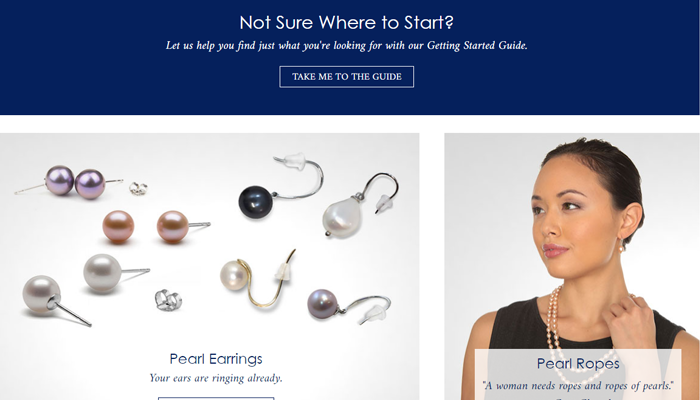 Not Sure Where to Start?
Let us help you find just what you're looking for with our Getting Started Guide.
TAKE ME TO THE GUIDE
Pearl Earrings
Your ears are ringing already.
Pearl Ropes
"A woman needs ropes and ropes of pearls."